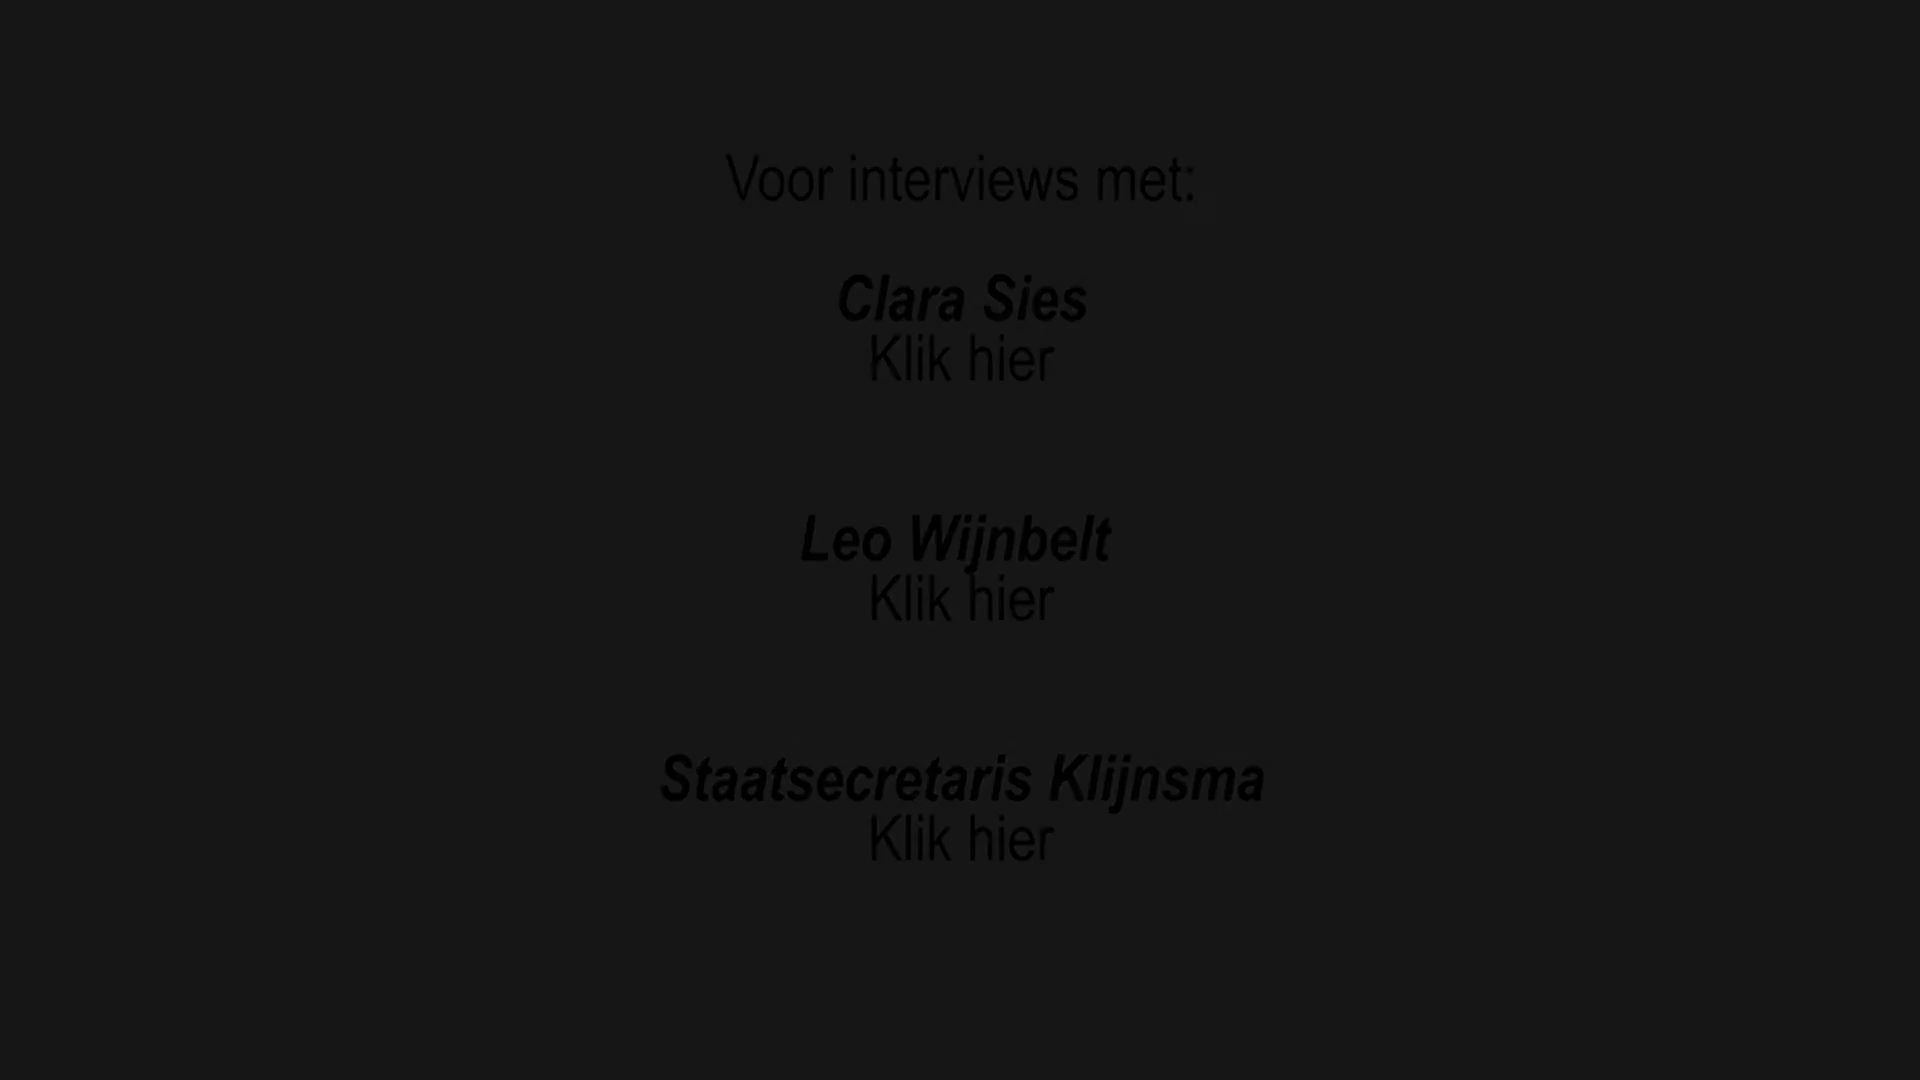 Voor interviews met:
Clara Sies
Klik hier
Leo Wijnbelt
Klik hier
Staatsecretaris Klijnsma
Klik hier